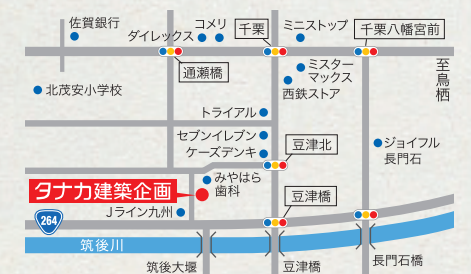 佐賀銀行
コメリ
ダイレックス
千栗
ミニストップ
千栗八幡宮前
通瀬橋
ミスター
マックス
西鉄ストア
至鳥栖
北茂安小学校
トライアル
セブンイレブン
ケーズデンキ
豆津北
ジョイフル
長門石
みやはら
歯科
タナカ建築企画
豆津橋
Jライン九州
264
筑後川
筑後大堰
豆津橋
長門石橋